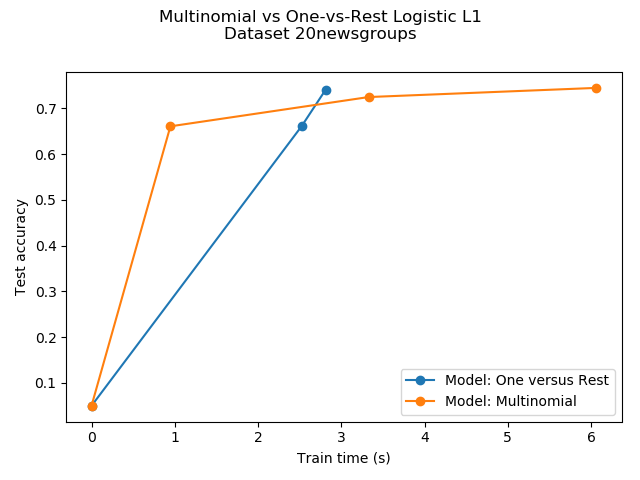 Multinomial vs One-vs-Rest Logistic L1
Dataset 20newsgroups
Test accuracy
0.7
0.6
0.5
0.4
0.3
0.2
0.1
Model: One versus Rest
Model: Multinomial
0 1 2 3 4 5 6
Train time (s)